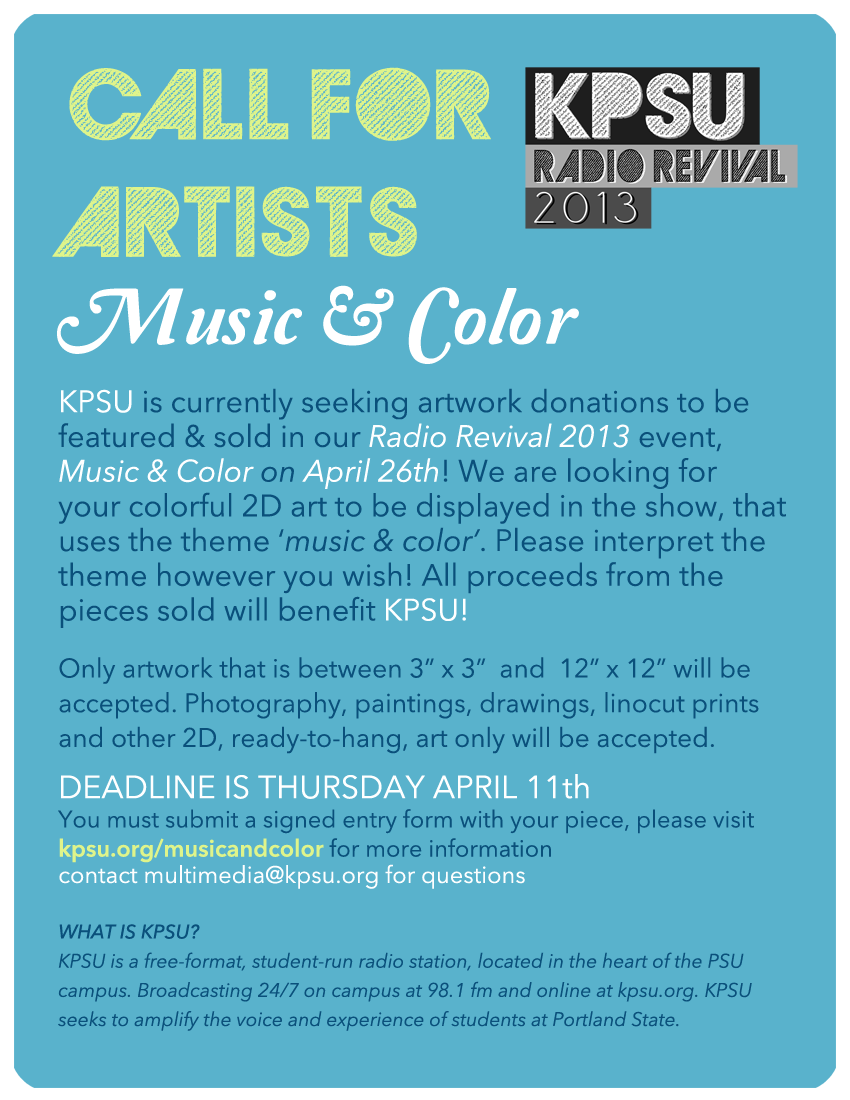 CALL FOR
ARTISTS
KPSU
RADIO REVIVAL
2013
Music & Color
KPSU is currently seeking artwork donations to be
featured & sold in our Radio Revival 2013 event,
Music & Color on April 26th! We are looking for
your colorful 2D art to be displayed in the show, that
uses the theme ‘music & color’. Please interpret the
theme however you wish! All proceeds from the
pieces sold will benefit KPSU!
Only artwork that is between 3” x 3” and 12” x 12” will be
accepted. Photography, paintings, drawings, linocut prints
and other 2D, ready-to-hang, art only will be accepted.
DEADLINE IS THURSDAY APRIL 11th
You must submit a signed entry form with your piece, please visit
kpsu.org/musicandcolor for more information
contact multimedia@kpsu.org for questions
WHAT IS KPSU?
KPSU is a free-format, student-run radio station, located in the heart of the PSU
campus. Broadcasting 24/7 on campus at 98.1 fm and online at kpsu.org. KPSU
seeks to amplify the voice and experience of students at Portland State.